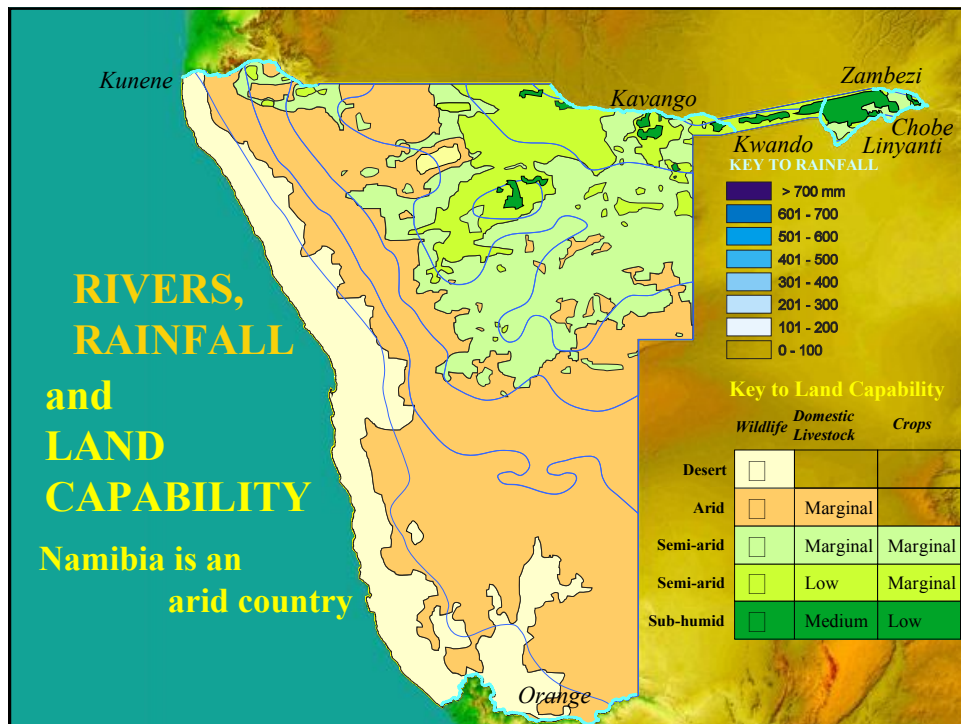 Kunene
Zambezi
Kavango
Chobe
Kwando
Linyanti
KEY TO RAINFALL
> 700 mm
601 - 700
501 - 600
401 - 500
301 - 400
201 - 300
101 - 200
0 - 100
RIVERS,
RAINFALL
and
LAND
CAPABILITY
Namibia is an
arid country
Key to Land Capability
Wildlife Domestic Livestock Crops
Desert
Arid Marginal
Semi-arid Marginal Marginal
Semi-arid Low Marginal
Sub-humid Medium Low
Orange